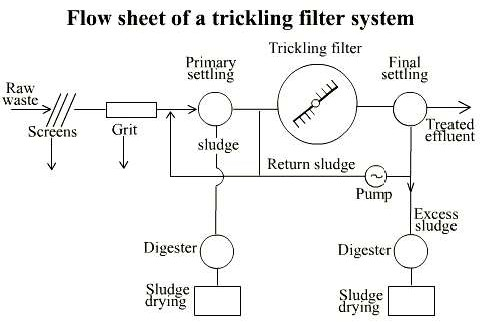 Flow sheet of a trickling filter system
Trickling filter
Primary
settling
Final
settling
Raw
waste
Screens
Grit
sludge
Treated
effluent
Return sludge
Pump
Excess
sludge
Digester
Digester
Sludge
drying
Sludge
drying